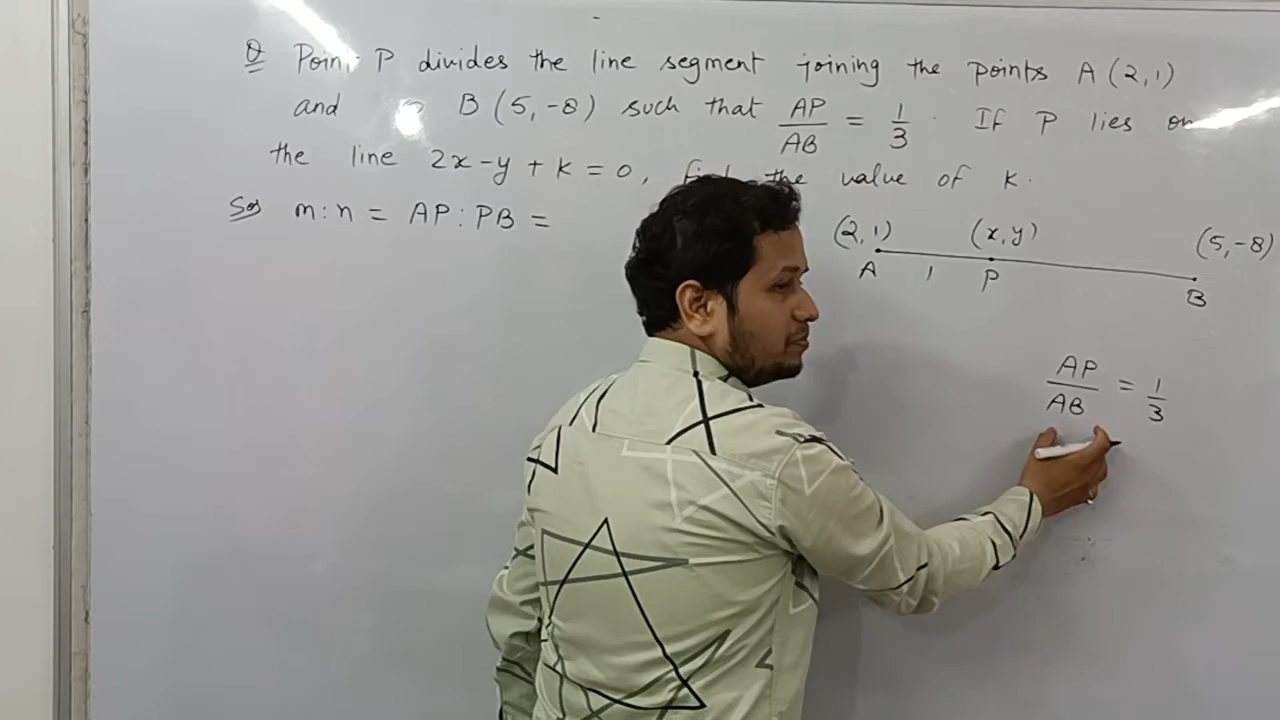 Q Point P divides the line segment joining the points A (2, 1)
and B (5, -8) such that AP/AB = 1/3 . If P lies on
the line 2x - y + k = 0, the value of k.
Sol m : n = AP : PB =
(2, 1) (x, y) (5, -8)
A 1 P B
AP/AB = 1/3